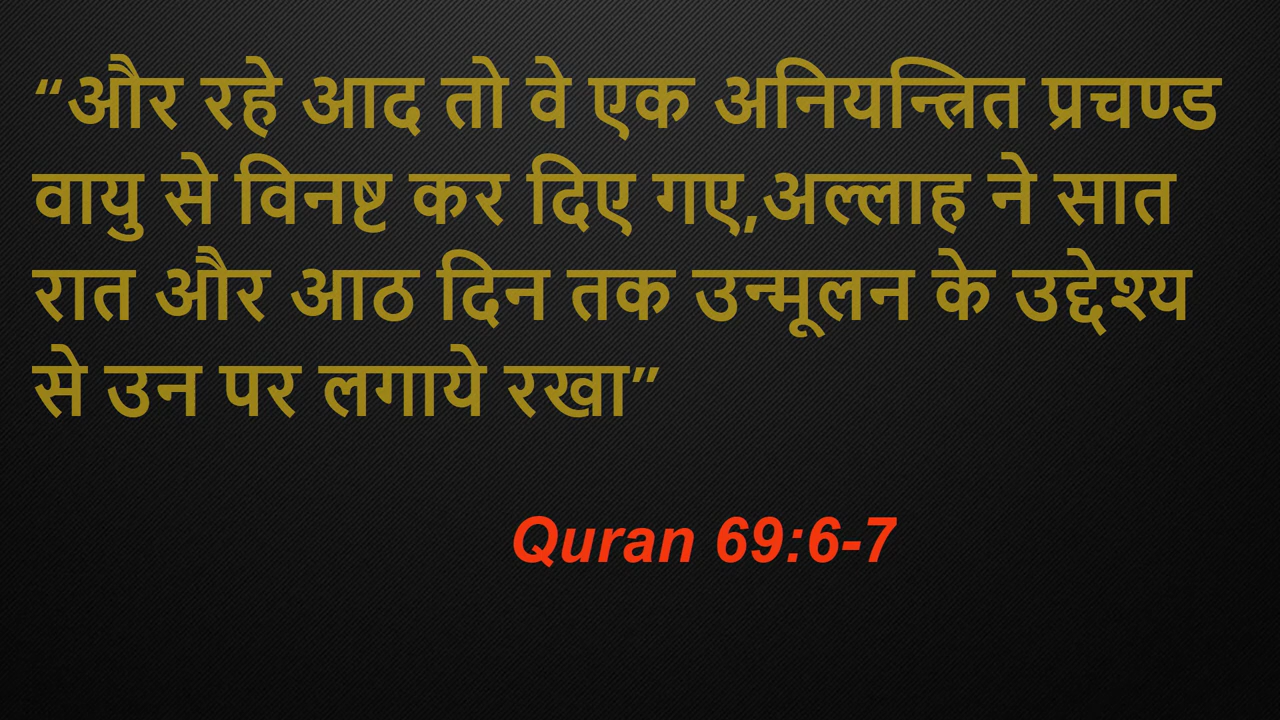 “और रहे आद तो वे एक अनियन्त्रित प्रचण्ड
वायु से विनष्ट कर दिए गए,अल्लाह ने सात
रात और आठ दिन तक उन्मूलन के उद्देश्य
से उन पर लगाये रखा”
Quran 69:6-7